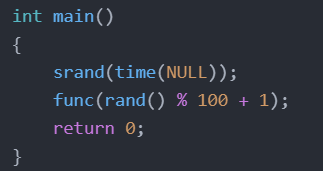 int main()
{
    srand(time(NULL));
    func(rand() % 100 + 1);
    return 0;
}